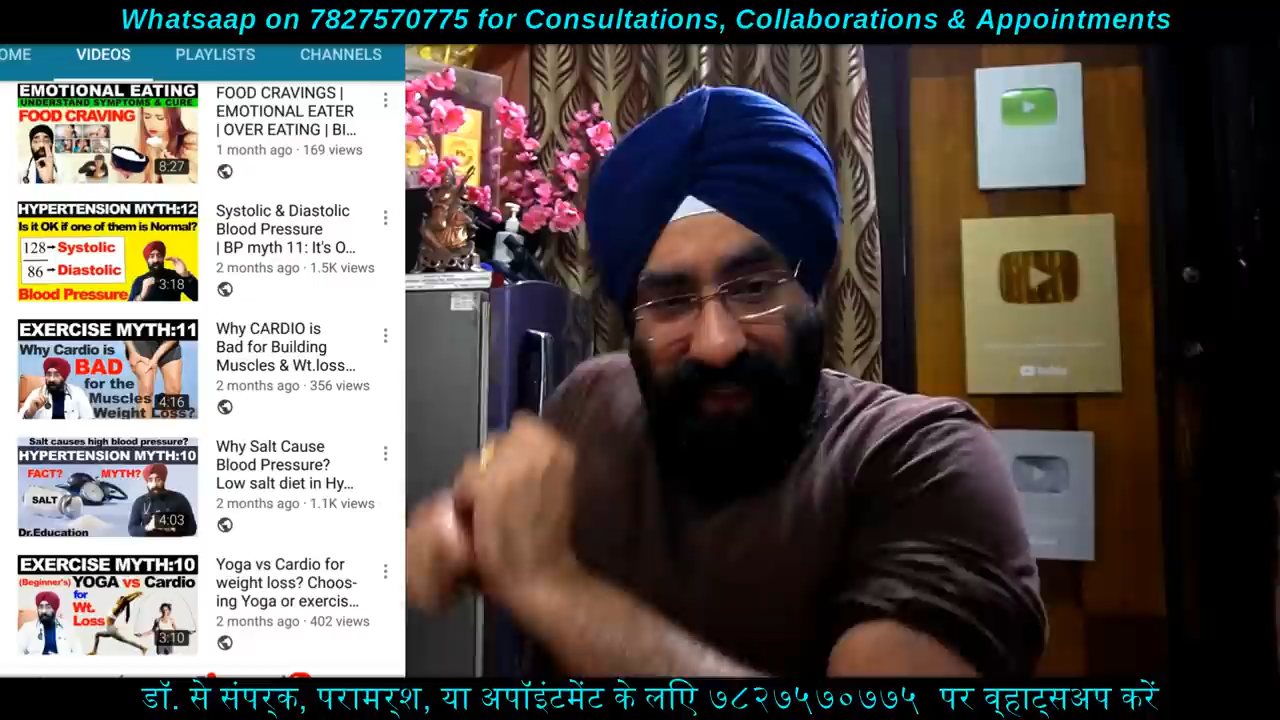 Whatsaap on 7827570775 for Consultations, Collaborations & Appointments
OME VIDEOS PLAYLISTS CHANNELS
EMOTIONAL EATING
UNDERSTAND SYMPTOMS & CURE
FOOD CRAVING
8:27
FOOD CRAVINGS |
EMOTIONAL EATER
| OVER EATING | BI...
1 month ago · 169 views
HYPERTENSION MYTH:12
Is it OK if one of them is Normal?
128→Systolic
86→Diastolic
Blood Pressure
3:18
Systolic & Diastolic
Blood Pressure
| BP myth 11: It's O...
2 months ago · 1.5K views
EXERCISE MYTH:11
Why Cardio is
BAD
for the
Muscles &
Weight Loss?
4:16
Why CARDIO is
Bad for Building
Muscles & Wt.loss...
2 months ago · 356 views
Salt causes high blood pressure?
HYPERTENSION MYTH:10
FACT? MYTH?
SALT
Dr.Education
4:03
Why Salt Cause
Blood Pressure?
Low salt diet in Hy...
2 months ago · 1.1K views
EXERCISE MYTH:10
(Beginner's) YOGA vs Cardio
for
Wt.
Loss
3:10
Yoga vs Cardio for
weight loss? Choos-
ing Yoga or exercis...
2 months ago · 402 views
YouTube
डॉ. से संपर्क, परामर्श, या अपॉइंटमेंट के लिए ७८२७५७०७७५ पर व्हाट्सअप करें